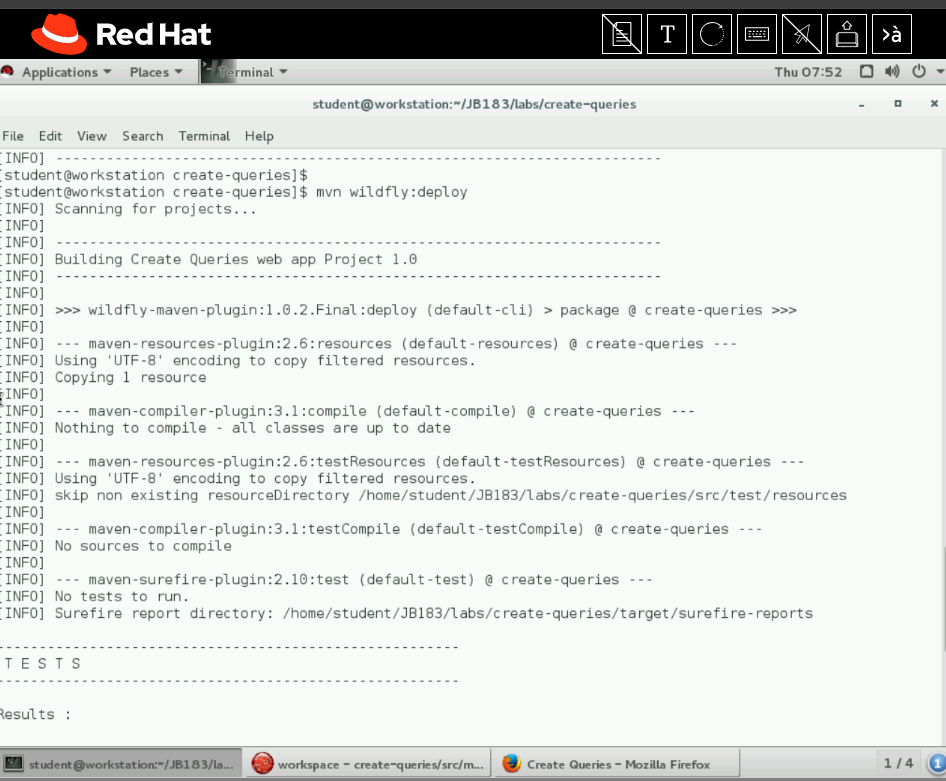 Red Hat
T
>à
Applications Places Terminal Thu 07:52
student@workstation:~/JB183/labs/create-queries
File Edit View Search Terminal Help
[INFO] ------------------------------------------------------------------------
[student@workstation create-queries]$
[student@workstation create-queries]$ mvn wildfly:deploy
[INFO] Scanning for projects...
[INFO]
[INFO] ------------------------------------------------------------------------
[INFO] Building Create Queries web app Project 1.0
[INFO] ------------------------------------------------------------------------
[INFO]
[INFO] >>> wildfly-maven-plugin:1.0.2.Final:deploy (default-cli) > package @ create-queries >>>
[INFO]
[INFO] --- maven-resources-plugin:2.6:resources (default-resources) @ create-queries ---
[INFO] Using 'UTF-8' encoding to copy filtered resources.
[INFO] Copying 1 resource
[INFO]
[INFO] --- maven-compiler-plugin:3.1:compile (default-compile) @ create-queries ---
[INFO] Nothing to compile - all classes are up to date
[INFO]
[INFO] --- maven-resources-plugin:2.6:testResources (default-testResources) @ create-queries ---
[INFO] Using 'UTF-8' encoding to copy filtered resources.
[INFO] skip non existing resourceDirectory /home/student/JB183/labs/create-queries/src/test/resources
[INFO]
[INFO] --- maven-compiler-plugin:3.1:testCompile (default-testCompile) @ create-queries ---
[INFO] No sources to compile
[INFO]
[INFO] --- maven-surefire-plugin:2.10:test (default-test) @ create-queries ---
[INFO] No tests to run.
[INFO] Surefire report directory: /home/student/JB183/labs/create-queries/target/surefire-reports
-------------------------------------------------------
T E S T S
-------------------------------------------------------
Results :
student@workstation:~/JB183/la... workspace - create-queries/src/m... Create Queries - Mozilla Firefox 1 / 4 1